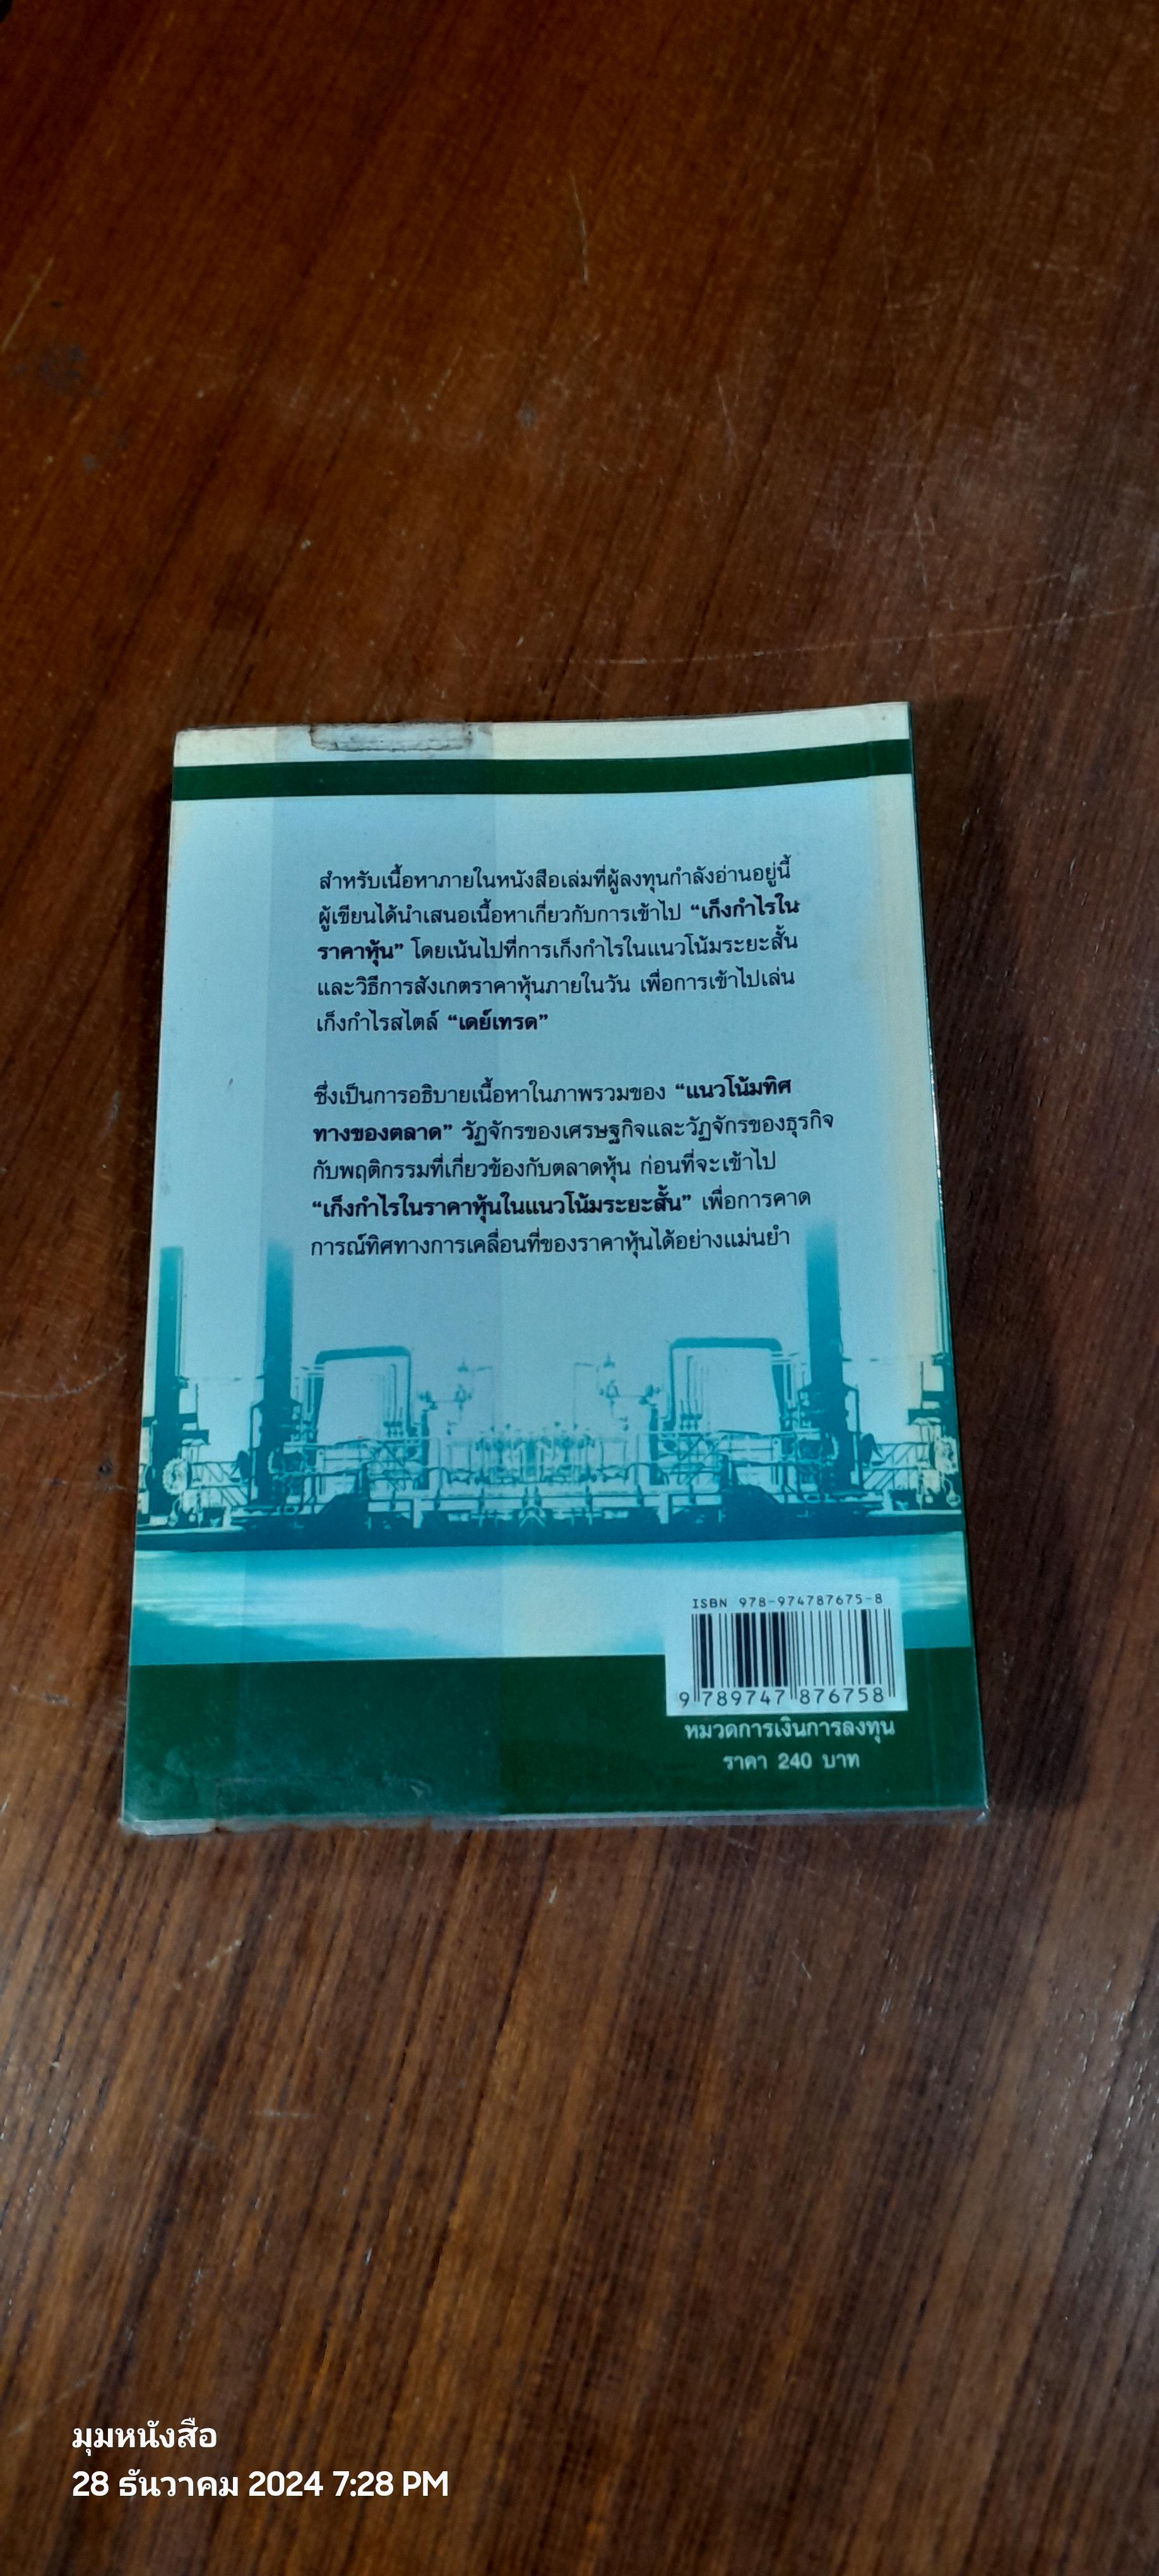 สำหรับเนื้อหาภายในหนังสือเล่มที่ผู้ลงทุนกำลังอ่านอยู่นี้
ผู้เขียนได้นำเสนอเนื้อหาเกี่ยวกับการเข้าไป “เก็งกำไรใน
ราคาหุ้น” โดยเน้นไปที่การเก็งกำไรในแนวโน้มระยะสั้น
และวิธีการสังเกตราคาหุ้นภายในวัน เพื่อการเข้าไปเล่น
เก็งกำไรสไตล์ “เดย์เทรด”
ซึ่งเป็นการอธิบายเนื้อหาในภาพรวมของ “แนวโน้มทิศ
ทางของตลาด” วัฏจักรของเศรษฐกิจและวัฏจักรของธุรกิจ
กับพฤติกรรมที่เกี่ยวข้องกับตลาดหุ้น ก่อนที่จะเข้าไป
“เก็งกำไรในราคาหุ้นในแนวโน้มระยะสั้น” เพื่อการคาด
การณ์ทิศทางการเคลื่อนที่ของราคาหุ้นได้อย่างแม่นยำ
ISBN 978-974787675-8
9 789747 876758
หมวดการเงินการลงทุน
ราคา 240 บาท
มุมหนังสือ
28 ธันวาคม 2024 7:28 PM